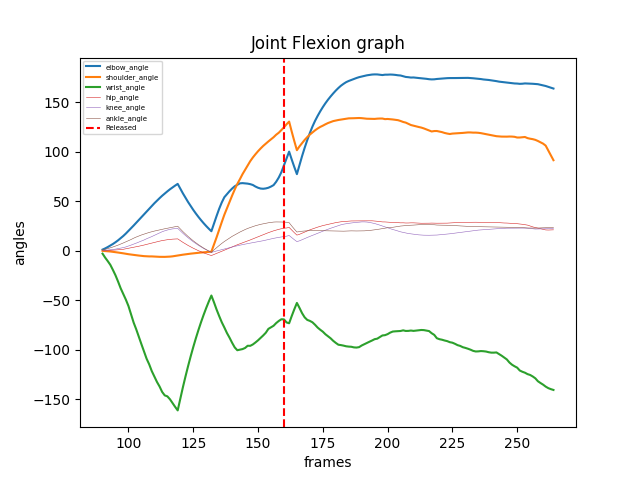 Joint Flexion graph
elbow_angle
shoulder_angle
wrist_angle
hip_angle
knee_angle
ankle_angle
Released
angles
150
100
50
0
−50
−100
−150
100 125 150 175 200 225 250
frames